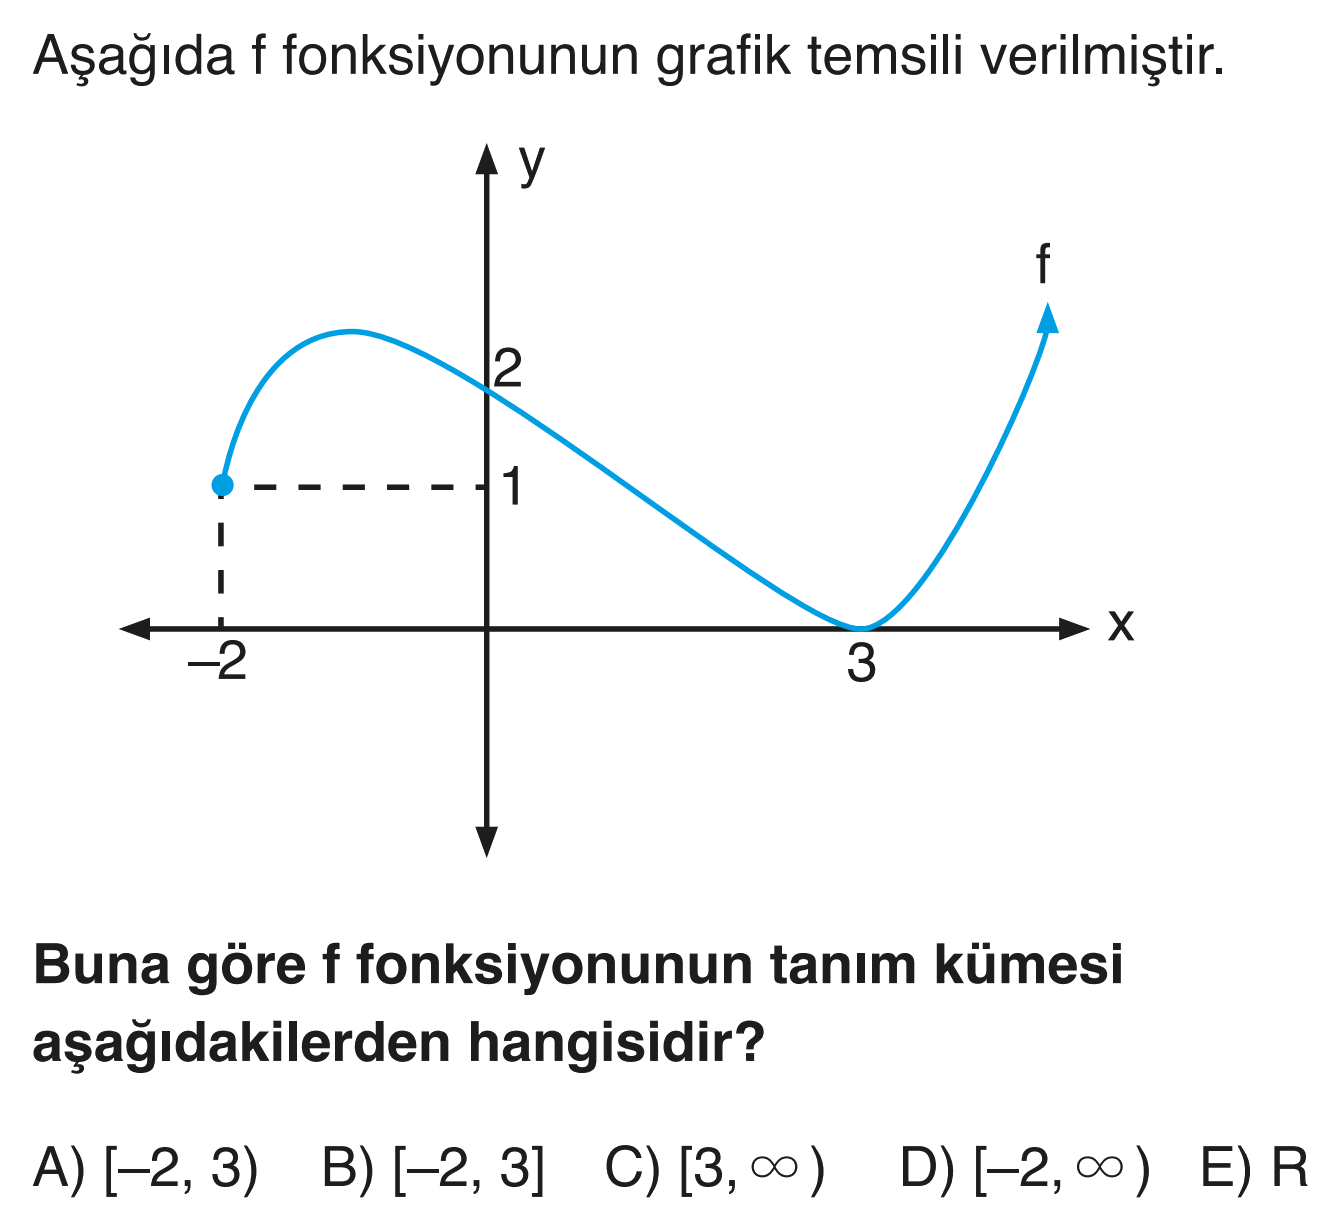 Aşağıda f fonksiyonunun grafik temsili verilmiştir.
y
f
2
1
x
–2
3
Buna göre f fonksiyonunun tanım kümesi
aşağıdakilerden hangisidir?
A) [–2, 3) B) [–2, 3] C) [3, ∞ ) D) [–2, ∞ ) E) R